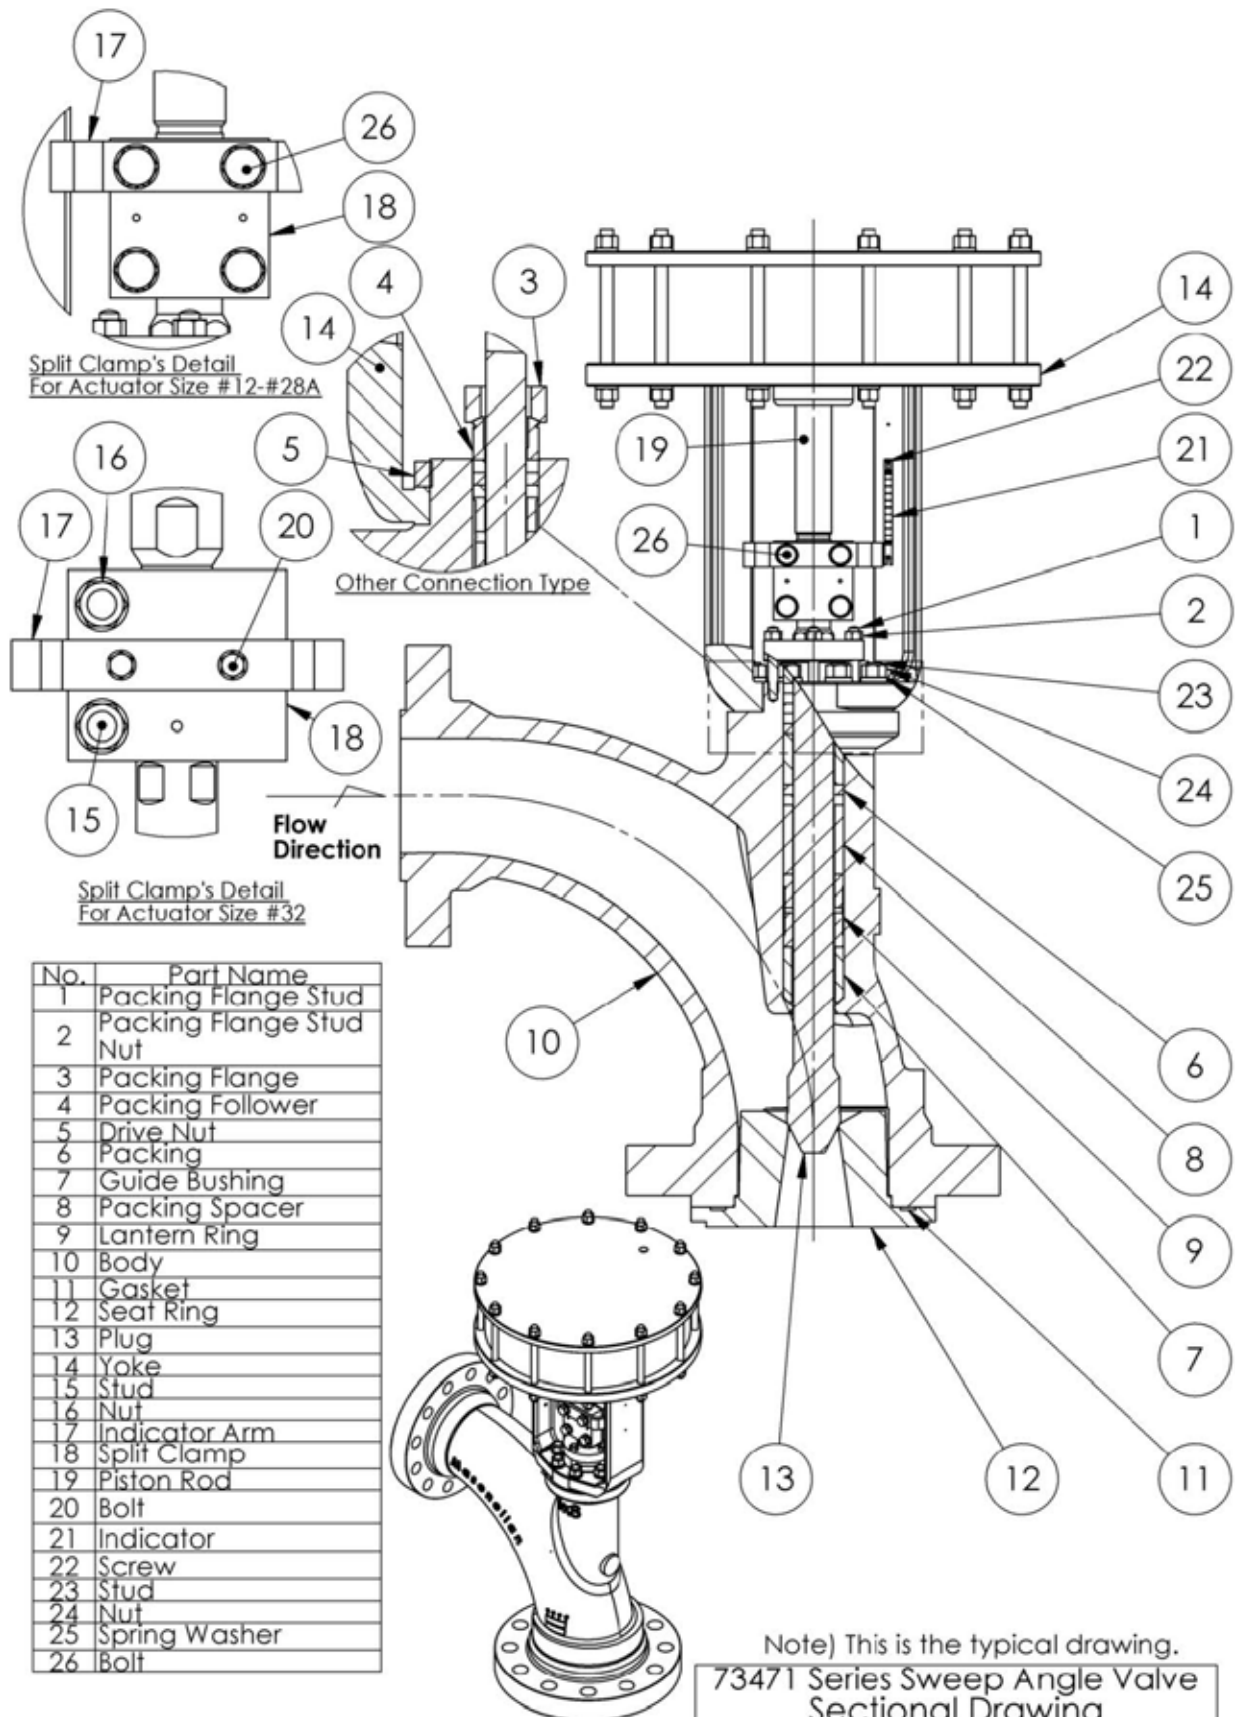 17
26
18
4
3
14
14
Split Clamp's Detail
For Actuator Size #12-#28A
22
5
19
21
16
17
20
1
26
Other Connection Type
2
23
18
24
15
Flow
Direction
25
Split Clamp's Detail
For Actuator Size #32
No. Part Name
1 Packing Flange Stud
2 Packing Flange Stud
Nut
3 Packing Flange
4 Packing Follower
5 Drive Nut
6 Packing
7 Guide Bushing
8 Packing Spacer
9 Lantern Ring
10 Body
11 Gasket
12 Seat Ring
13 Plug
14 Yoke
15 Stud
16 Nut
17 Indicator Arm
18 Split Clamp
19 Piston Rod
20 Bolt
21 Indicator
22 Screw
23 Stud
24 Nut
25 Spring Washer
26 Bolt
10
6
8
9
7
13
12
11
Masoneilan
Note) This is the typical drawing.
73471 Series Sweep Angle Valve
Sectional Drawing